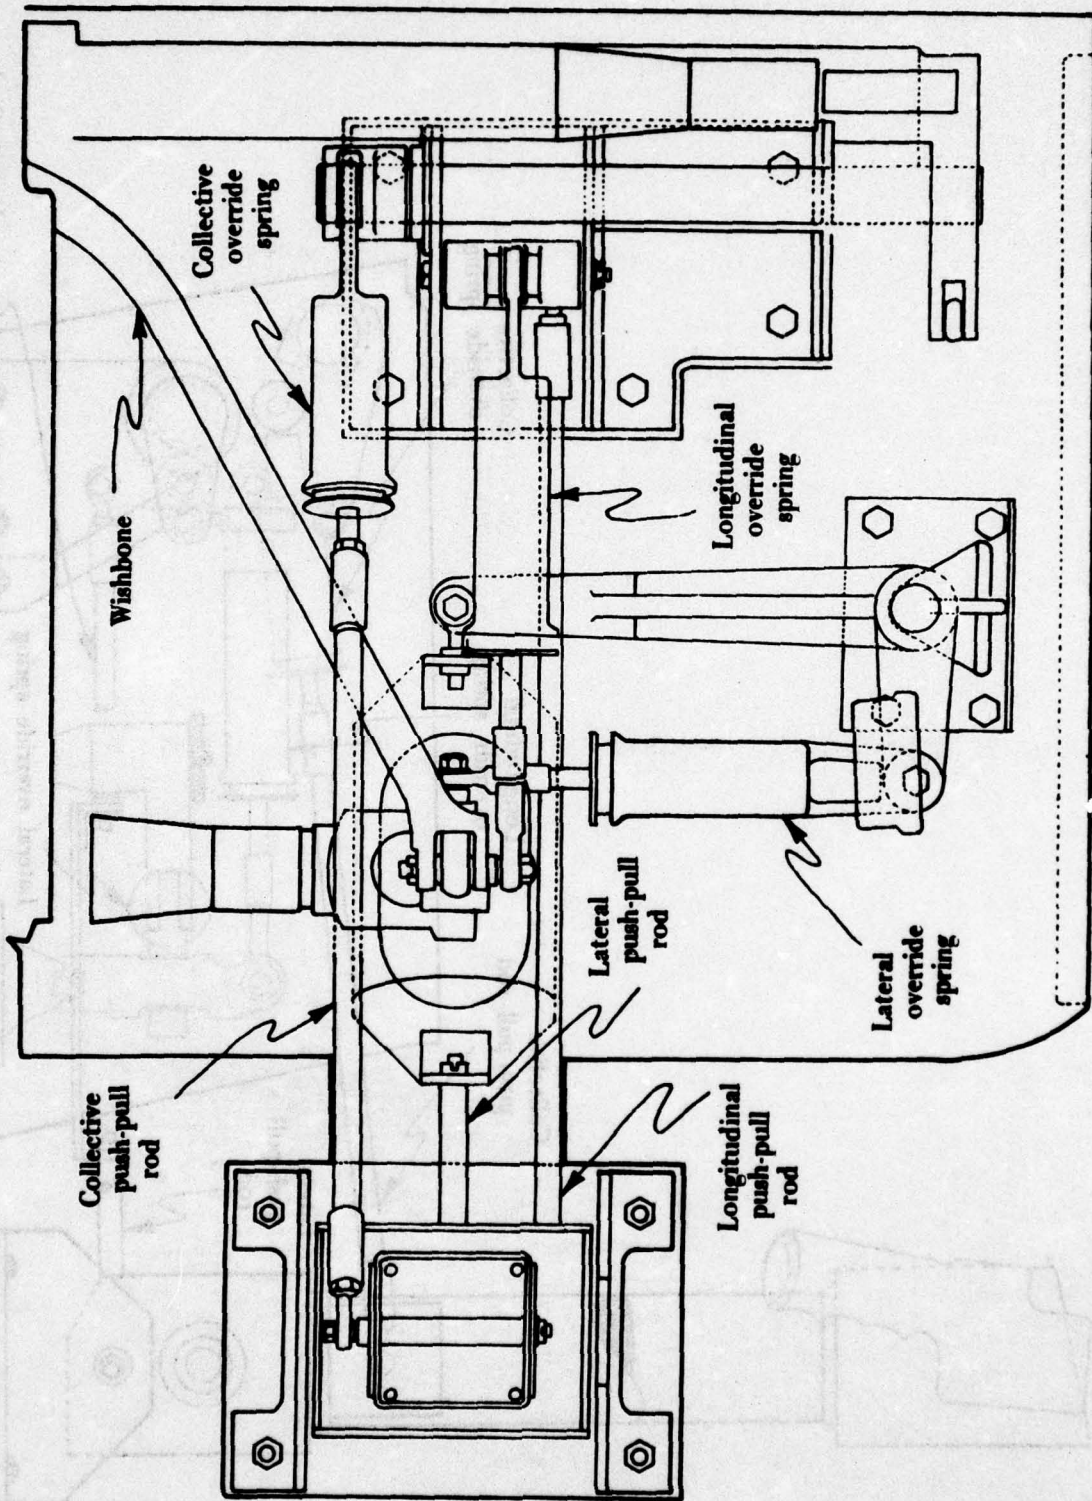 Collective
push-pull
rod
Wishbone
Collective
override
spring
Lateral
push-pull
rod
Longitudinal
push-pull
rod
Longitudinal
override
spring
Lateral
override
spring